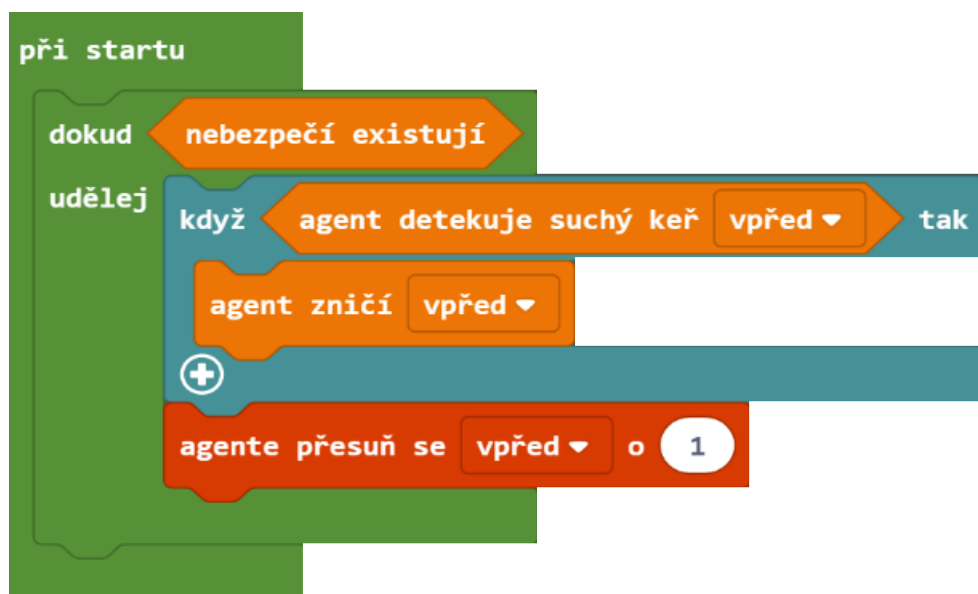 při startu
dokud nebezpečí existují
udělej
když agent detekuje suchý keř vpřed tak
agent zničí vpřed
agente přesuň se vpřed o 1